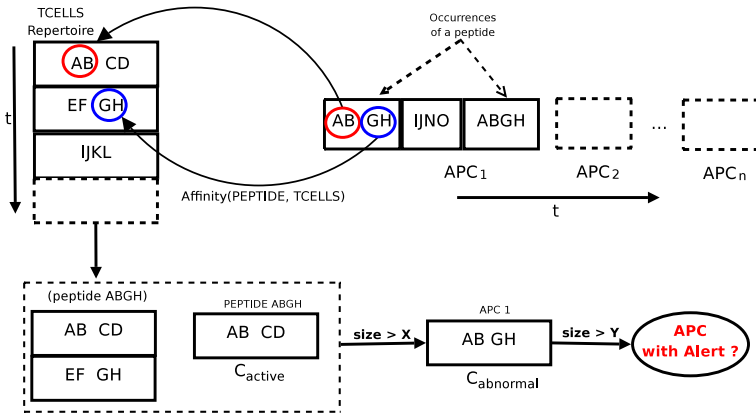 TCELLS
Repertoire
AB CD
EF GH
IJKL
t
Occurrences
of a peptide
AB GH
IJNO
ABGH
...
APC1
APC2
APCn
t
Affinity(PEPTIDE, TCELLS)
(peptide ABGH)
AB CD
EF GH
PEPTIDE ABGH
AB CD
Cactive
size > X
APC 1
AB GH
Cabnormal
size > Y
APC
with Alert ?